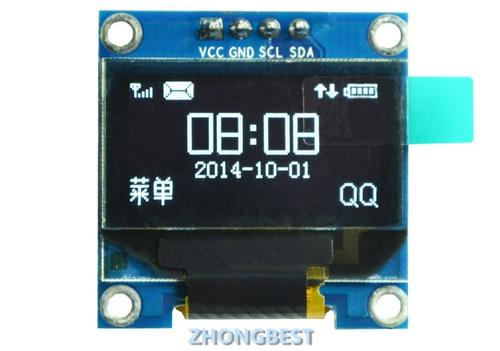 VCC GND SCL SDA
08:08
2014-10-01
菜单 QQ
ZHONGBEST